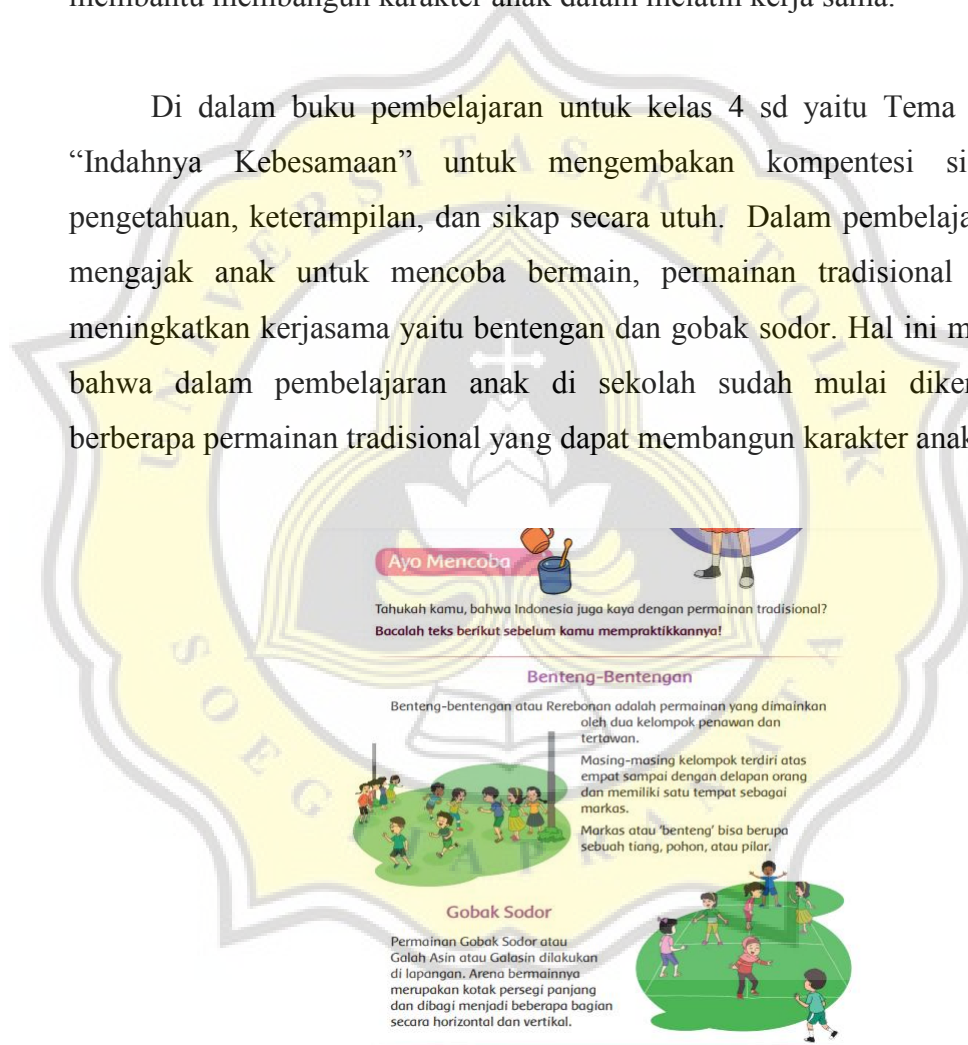 membantu membangun karakter anak dalam melatih kerja sama.
Di dalam buku pembelajaran untuk kelas 4 sd yaitu Tema
“Indahnya Kebesamaan” untuk mengembakan kompentesi si
pengetahuan, keterampilan, dan sikap secara utuh. Dalam pembelaja
mengajak anak untuk mencoba bermain, permainan tradisional
meningkatkan kerjasama yaitu bentengan dan gobak sodor. Hal ini m
bahwa dalam pembelajaran anak di sekolah sudah mulai diker
berberapa permainan tradisional yang dapat membangun karakter anak
UNIVERSITAS KATOLIK
SOEGIJAPRANATA
Ayo Mencoba
Tahukah kamu, bahwa Indonesia juga kaya dengan permainan tradisional?
Bacalah teks berikut sebelum kamu mempraktikkannya!
Benteng-Bentengan
Benteng-bentengan atau Rerebonan adalah permainan yang dimainkan
oleh dua kelompok penawan dan
tertawan.
Masing-masing kelompok terdiri atas
empat sampai dengan delapan orang
dan memiliki satu tempat sebagai
markas.
Markas atau ‘benteng’ bisa berupa
sebuah tiang, pohon, atau pilar.
Gobak Sodor
Permainan Gobak Sodor atau
Galah Asin atau Galasin dilakukan
di lapangan. Arena bermainnya
merupakan kotak persegi panjang
dan dibagi menjadi beberapa bagian
secara horizontal dan vertikal.